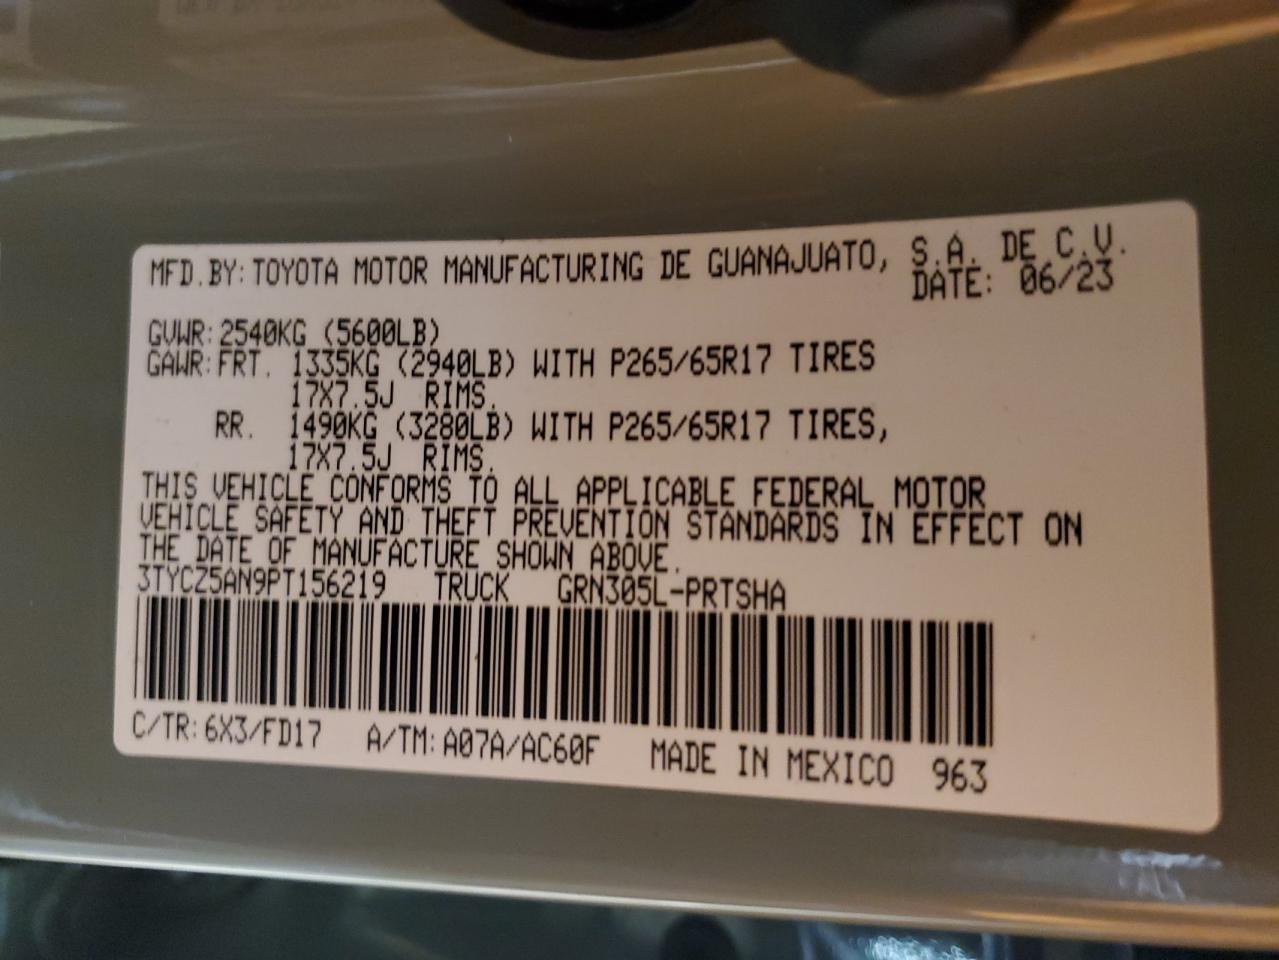 MFD.BY: TOYOTA MOTOR MANUFACTURING DE GUANAJUATO, S.A. DE C.V.
DATE: 06/23
GVWR: 2540KG (5600LB)
GAWR: FRT. 1335KG (2940LB) WITH P265/65R17 TIRES
17X7.5J RIMS.
RR. 1490KG (3280LB) WITH P265/65R17 TIRES,
17X7.5J RIMS.
THIS VEHICLE CONFORMS TO ALL APPLICABLE FEDERAL MOTOR
VEHICLE SAFETY AND THEFT PREVENTION STANDARDS IN EFFECT ON
THE DATE OF MANUFACTURE SHOWN ABOVE.
3TYCZ5AN9PT156219 TRUCK GRN305L-PRTSHA
C/TR: 6X3/FD17 A/TM: A07A/AC60F MADE IN MEXICO 963